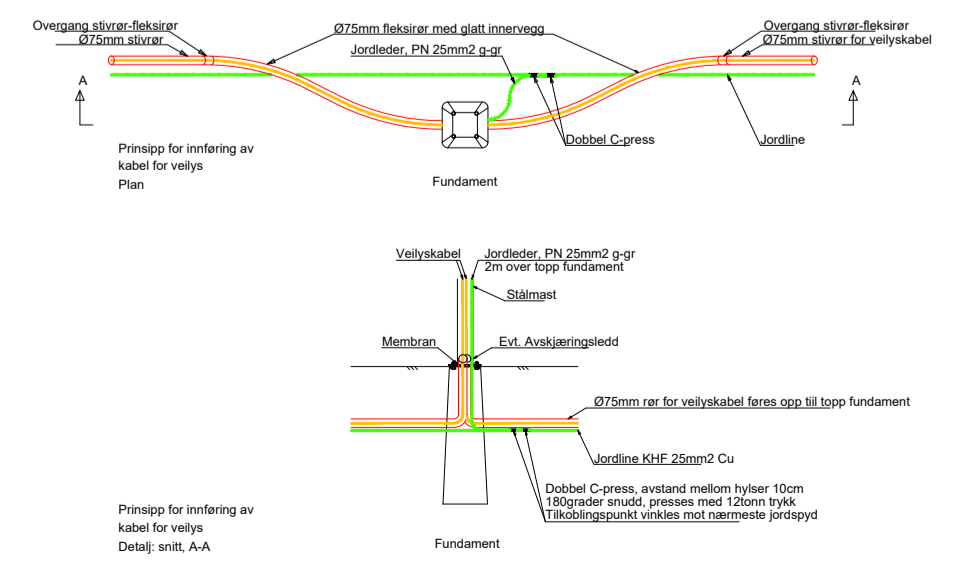 Overgang stivrør-fleksirør
Ø75mm stivrør
Ø75mm fleksirør med glatt innervegg
Jordleder, PN 25mm2 g-gr
Overgang stivrør-fleksirør
Ø75mm stivrør for veilyskabel
A
A
Dobbel C-press
Jordline
Prinsipp for innføring av
kabel for veilys
Plan
Fundament
Veilyskabel
Jordleder, PN 25mm2 g-gr
2m over topp fundament
Stålmast
Membran
Evt. Avskjæringsledd
Ø75mm rør for veilyskabel føres opp tiil topp fundament
Jordline KHF 25mm2 Cu
Dobbel C-press, avstand mellom hylser 10cm
180grader snudd, presses med 12tonn trykk
Tilkoblingspunkt vinkles mot nærmeste jordspyd
Prinsipp for innføring av
kabel for veilys
Detalj: snitt, A-A
Fundament